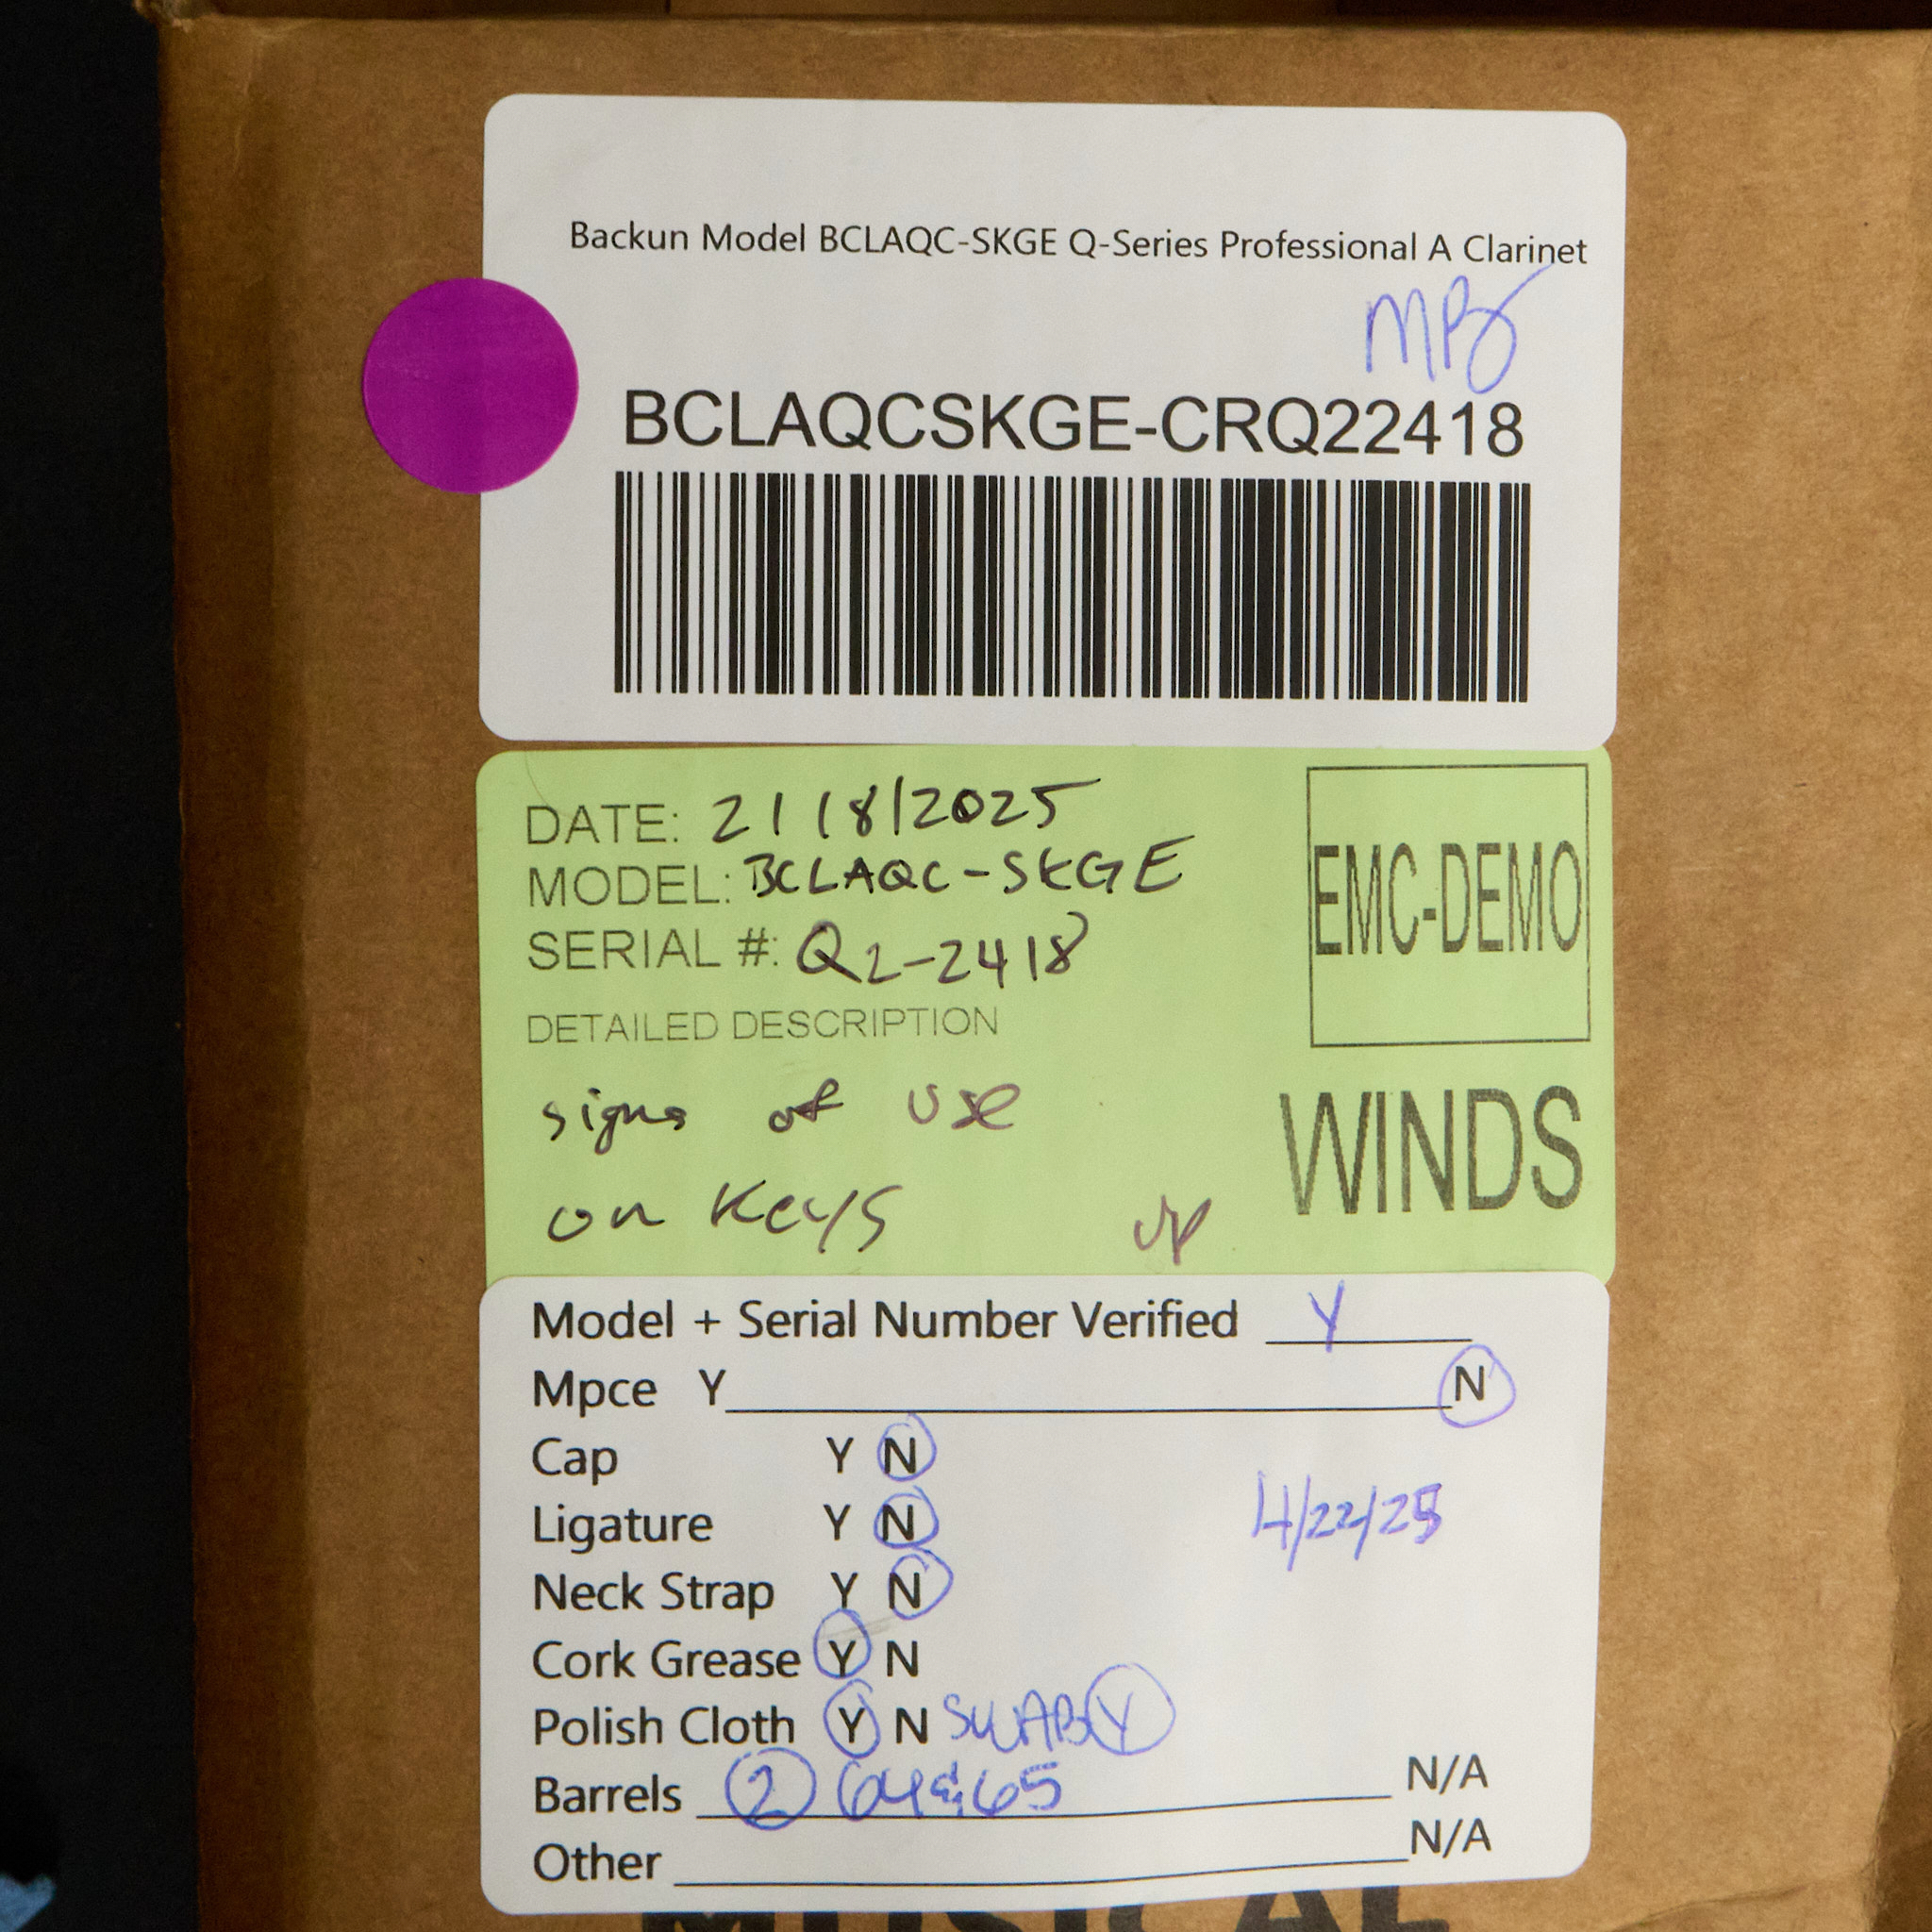 Backun Model BCLAQC-SKGE Q-Series Professional A Clarinet
BCLAQCSKGE-CRQ22418
DATE: 2/18/2025
MODEL: BCLAQC-SKGE
SERIAL #: Q2-2418
EMC-DEMO
DETAILED DESCRIPTION
signs of use
on keys
WINDS
Model + Serial Number Verified Y
Mpce Y N
Cap Y N
Ligature Y N
4/22/25
Neck Strap Y N
Cork Grease Y N
Polish Cloth Y N SWAB Y
Barrels 2 64 & 65 N/A
Other N/A
MUSICAL